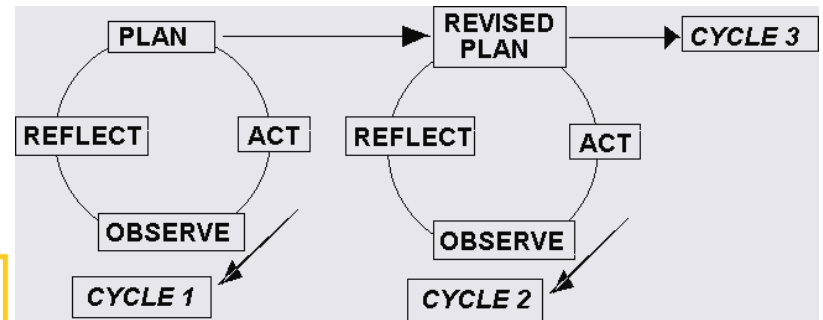 PLAN
REVISED
PLAN
CYCLE 3
REFLECT
ACT
REFLECT
ACT
OBSERVE
OBSERVE
CYCLE 1
CYCLE 2